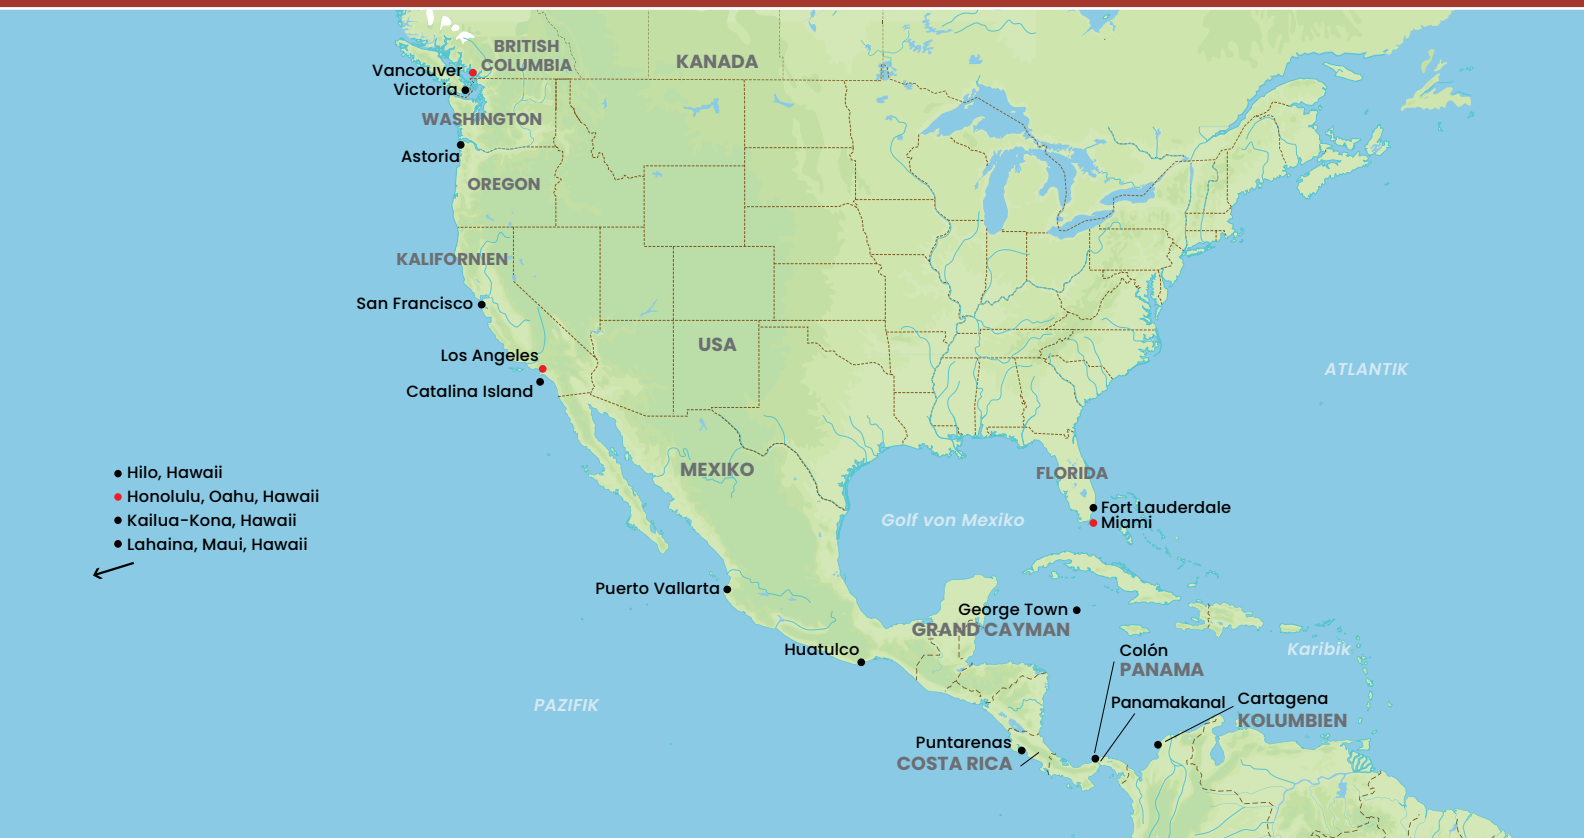 BRITISH
COLUMBIA
KANADA
Vancouver
Victoria
WASHINGTON
Astoria
OREGON
KALIFORNIEN
San Francisco
USA
Los Angeles
Catalina Island
ATLANTIK
Hilo, Hawaii
Honolulu, Oahu, Hawaii
Kailua-Kona, Hawaii
Lahaina, Maui, Hawaii
MEXIKO
FLORIDA
Fort Lauderdale
Miami
Golf von Mexiko
Puerto Vallarta
George Town
GRAND CAYMAN
Huatulco
Colón
PANAMA
Karibik
PAZIFIK
Panamakanal
Cartagena
KOLUMBIEN
Puntarenas
COSTA RICA